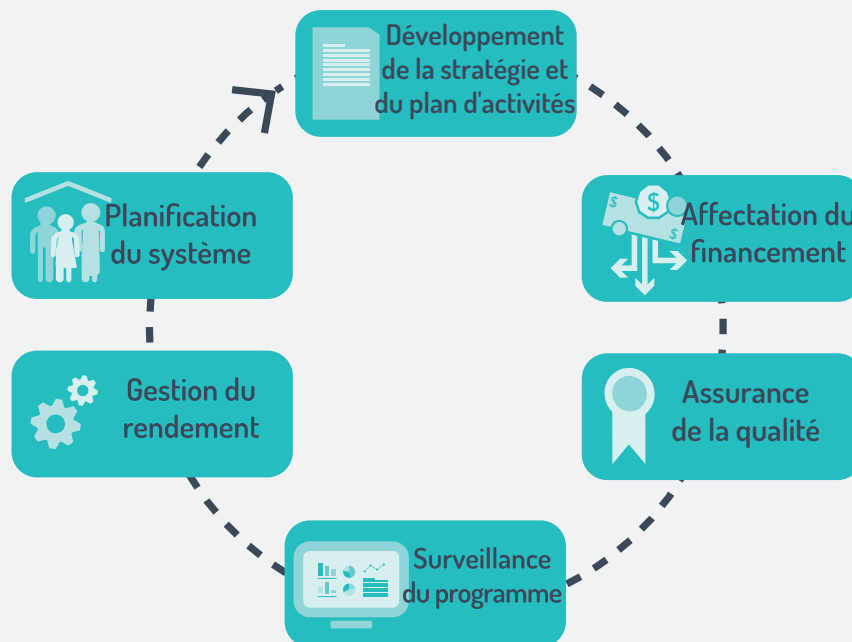 Développement
de la stratégie et
du plan d'activités
Planification
du système
Affectation du
financement
Gestion du
rendement
Assurance
de la qualité
Surveillance
du programme
$
$
$